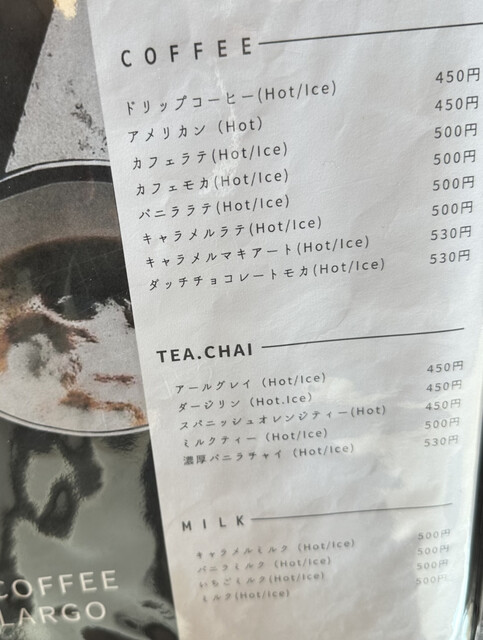 COFFEE
ドリップコーヒー(Hot/Ice) 450円
アメリカン (Hot) 450円
カフェラテ(Hot/Ice) 500円
カフェモカ(Hot/Ice) 500円
バニララテ(Hot/Ice) 500円
キャラメルラテ(Hot/Ice) 500円
キャラメルマキアート(Hot/Ice) 530円
ダッチチョコレートモカ(Hot/Ice) 530円
TEA.CHAI
アールグレイ (Hot/Ice) 450円
ダージリン (Hot.Ice) 450円
スパニッシュオレンジティー(Hot) 450円
ミルクティー (Hot/Ice) 500円
濃厚バニラチャイ (Hot/Ice) 530円
MILK
キャラメルミルク (Hot/Ice) 500円
バニラミルク (Hot/Ice) 500円
いちごミルク(Hot/Ice) 500円
ミルク(Hot/Ice)
COFFEE
LARGO